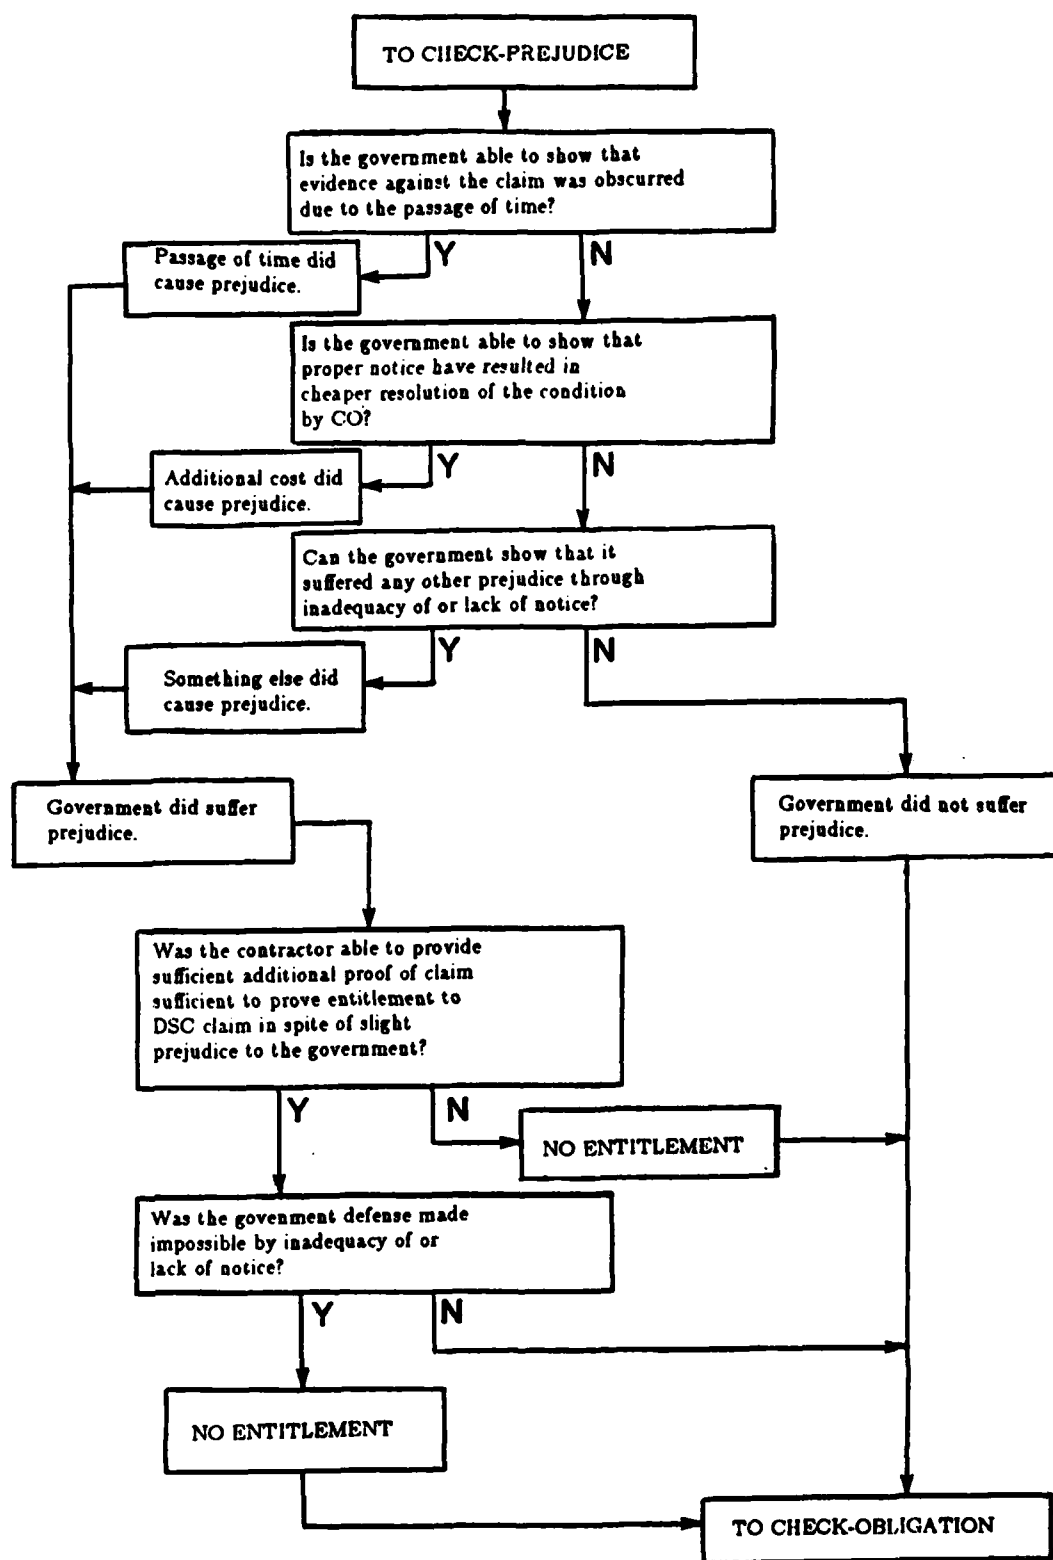 TO CHECK-PREJUDICE
Is the government able to show that
evidence against the claim was obscurred
due to the passage of time?
Y
N
Passage of time did
cause prejudice.
Is the government able to show that
proper notice have resulted in
cheaper resolution of the condition
by CO?
Y
N
Additional cost did
cause prejudice.
Can the government show that it
suffered any other prejudice through
inadequacy of or lack of notice?
Y
N
Something else did
cause prejudice.
Government did suffer
prejudice.
Government did not suffer
prejudice.
Was the contractor able to provide
sufficient additional proof of claim
sufficient to prove entitlement to
DSC claim in spite of slight
prejudice to the government?
Y
N
NO ENTITLEMENT
Was the govenment defense made
impossible by inadequacy of or
lack of notice?
Y
N
NO ENTITLEMENT
TO CHECK-OBLIGATION